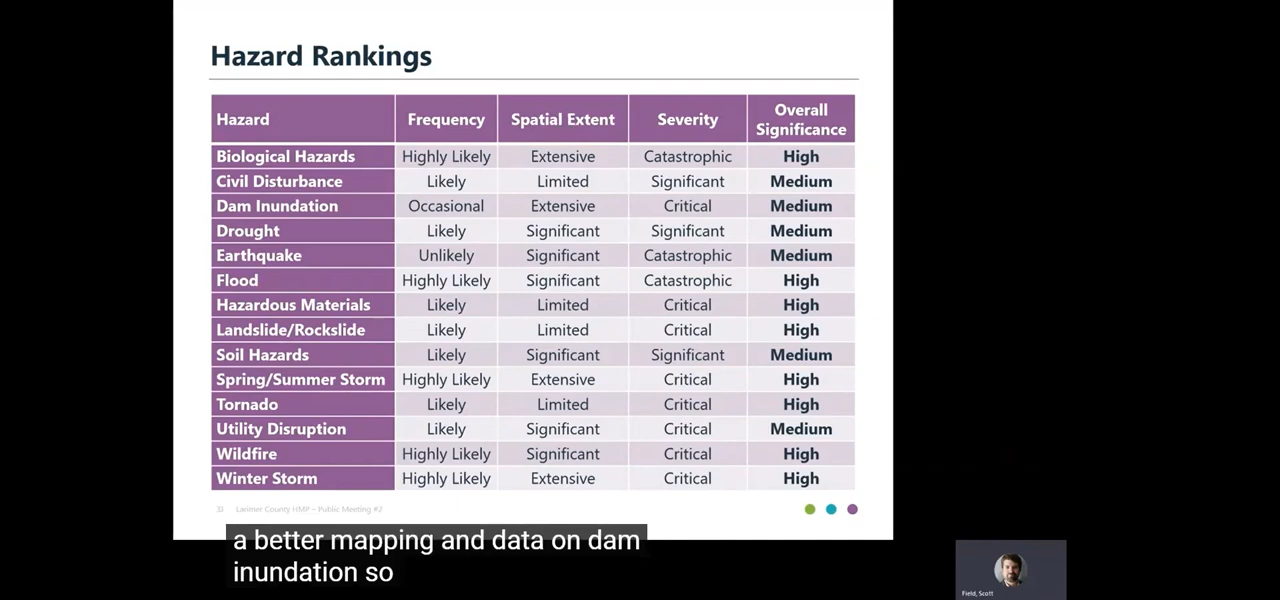 Hazard Rankings
Hazard Frequency Spatial Extent Severity Overall Significance
Biological Hazards Highly Likely Extensive Catastrophic High
Civil Disturbance Likely Limited Significant Medium
Dam Inundation Occasional Extensive Critical Medium
Drought Likely Significant Significant Medium
Earthquake Unlikely Significant Catastrophic Medium
Flood Highly Likely Significant Catastrophic High
Hazardous Materials Likely Limited Critical High
Landslide/Rockslide Likely Limited Critical High
Soil Hazards Likely Significant Significant Medium
Spring/Summer Storm Highly Likely Extensive Critical High
Tornado Likely Limited Critical High
Utility Disruption Likely Significant Critical Medium
Wildfire Highly Likely Significant Critical High
Winter Storm Highly Likely Extensive Critical High
Larimer County HMP – Public Meeting #2
a better mapping and data on dam
inundation so
Field, Scott